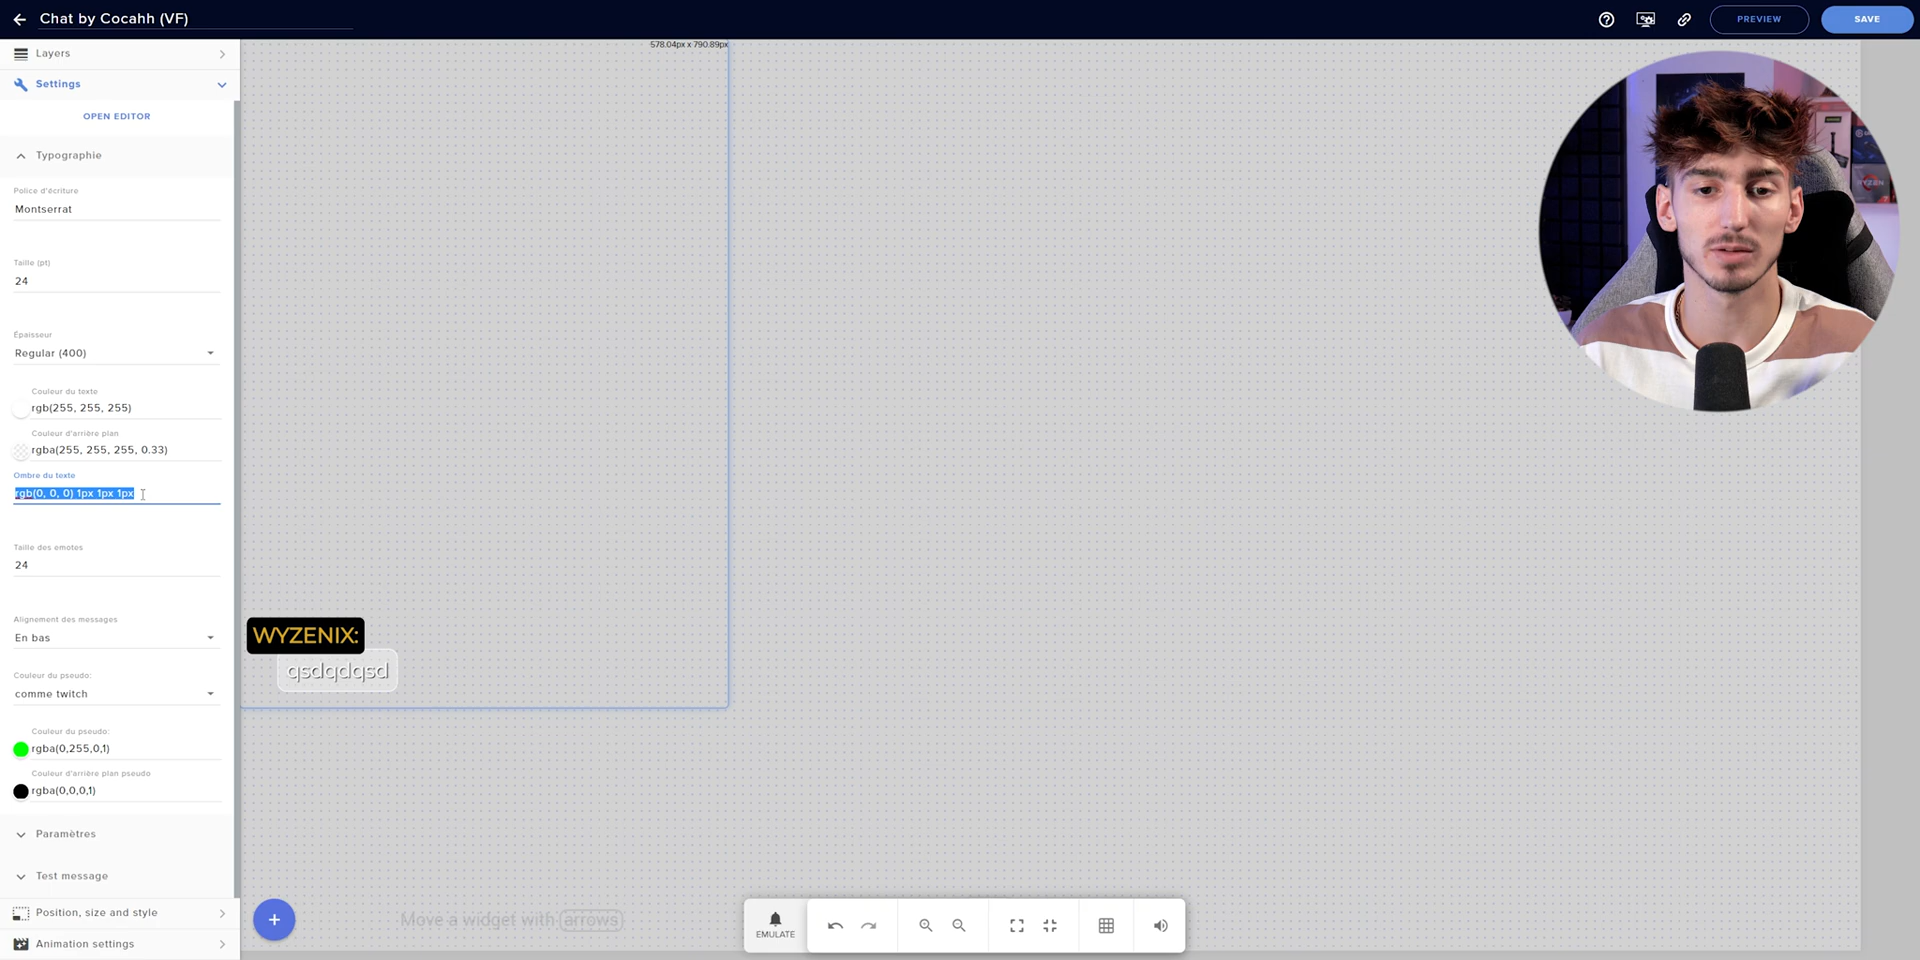 Chat by Cocahh (VF)
PREVIEW
SAVE
Layers
578.04px x 790.89px
Settings
OPEN EDITOR
Typographie
Police d'écriture
Montserrat
Taille (pt)
24
Épaisseur
Regular (400)
Couleur du texte
rgb(255, 255, 255)
Couleur d'arrière plan
rgba(255, 255, 255, 0.33)
Ombre du texte
rgb(0, 0, 0) 1px 1px 1px
Taille des emotes
24
Alignement des messages
En bas
Couleur du pseudo:
comme twitch
Couleur du pseudo:
rgba(0,255,0,1)
Couleur d'arrière plan pseudo
rgba(0,0,0,1)
Paramètres
Test message
Position, size and style
Animation settings
WYZENIX:
qsdqdqsd
Move a widget with arrows
EMULATE
RYZEN